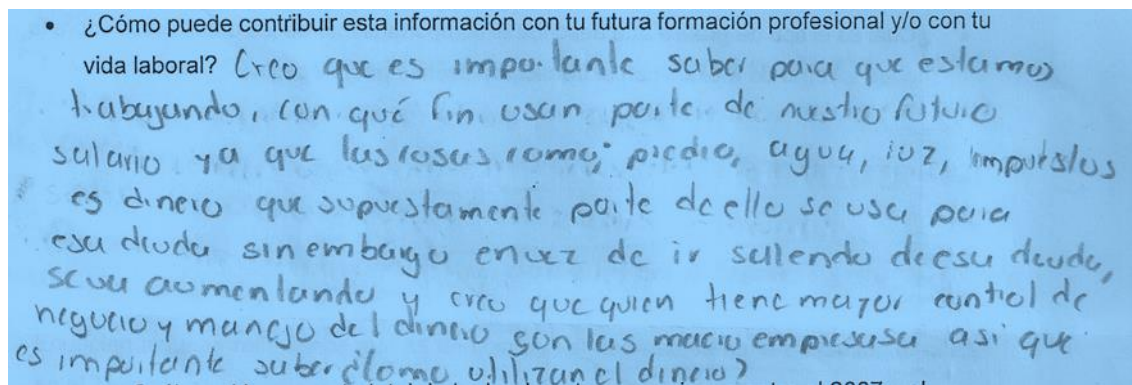 • ¿Cómo puede contribuir esta información con tu futura formación profesional y/o con tu
vida laboral? Creo que es importante saber para que estamos
trabajando, con qué fin usan parte de nuestro futuro
salario ya que las cosas como; predio, agua, luz, impuestos
es dinero que supuestamente parte de ello se usa para
esa deuda sin embargo en vez de ir saliendo de esa deuda,
se va aumentando y creo que quien tiene mayor control de
negocio y manejo del dinero son las macro empresasa asi que
es importante saber ¿Como utilizan el dinero?